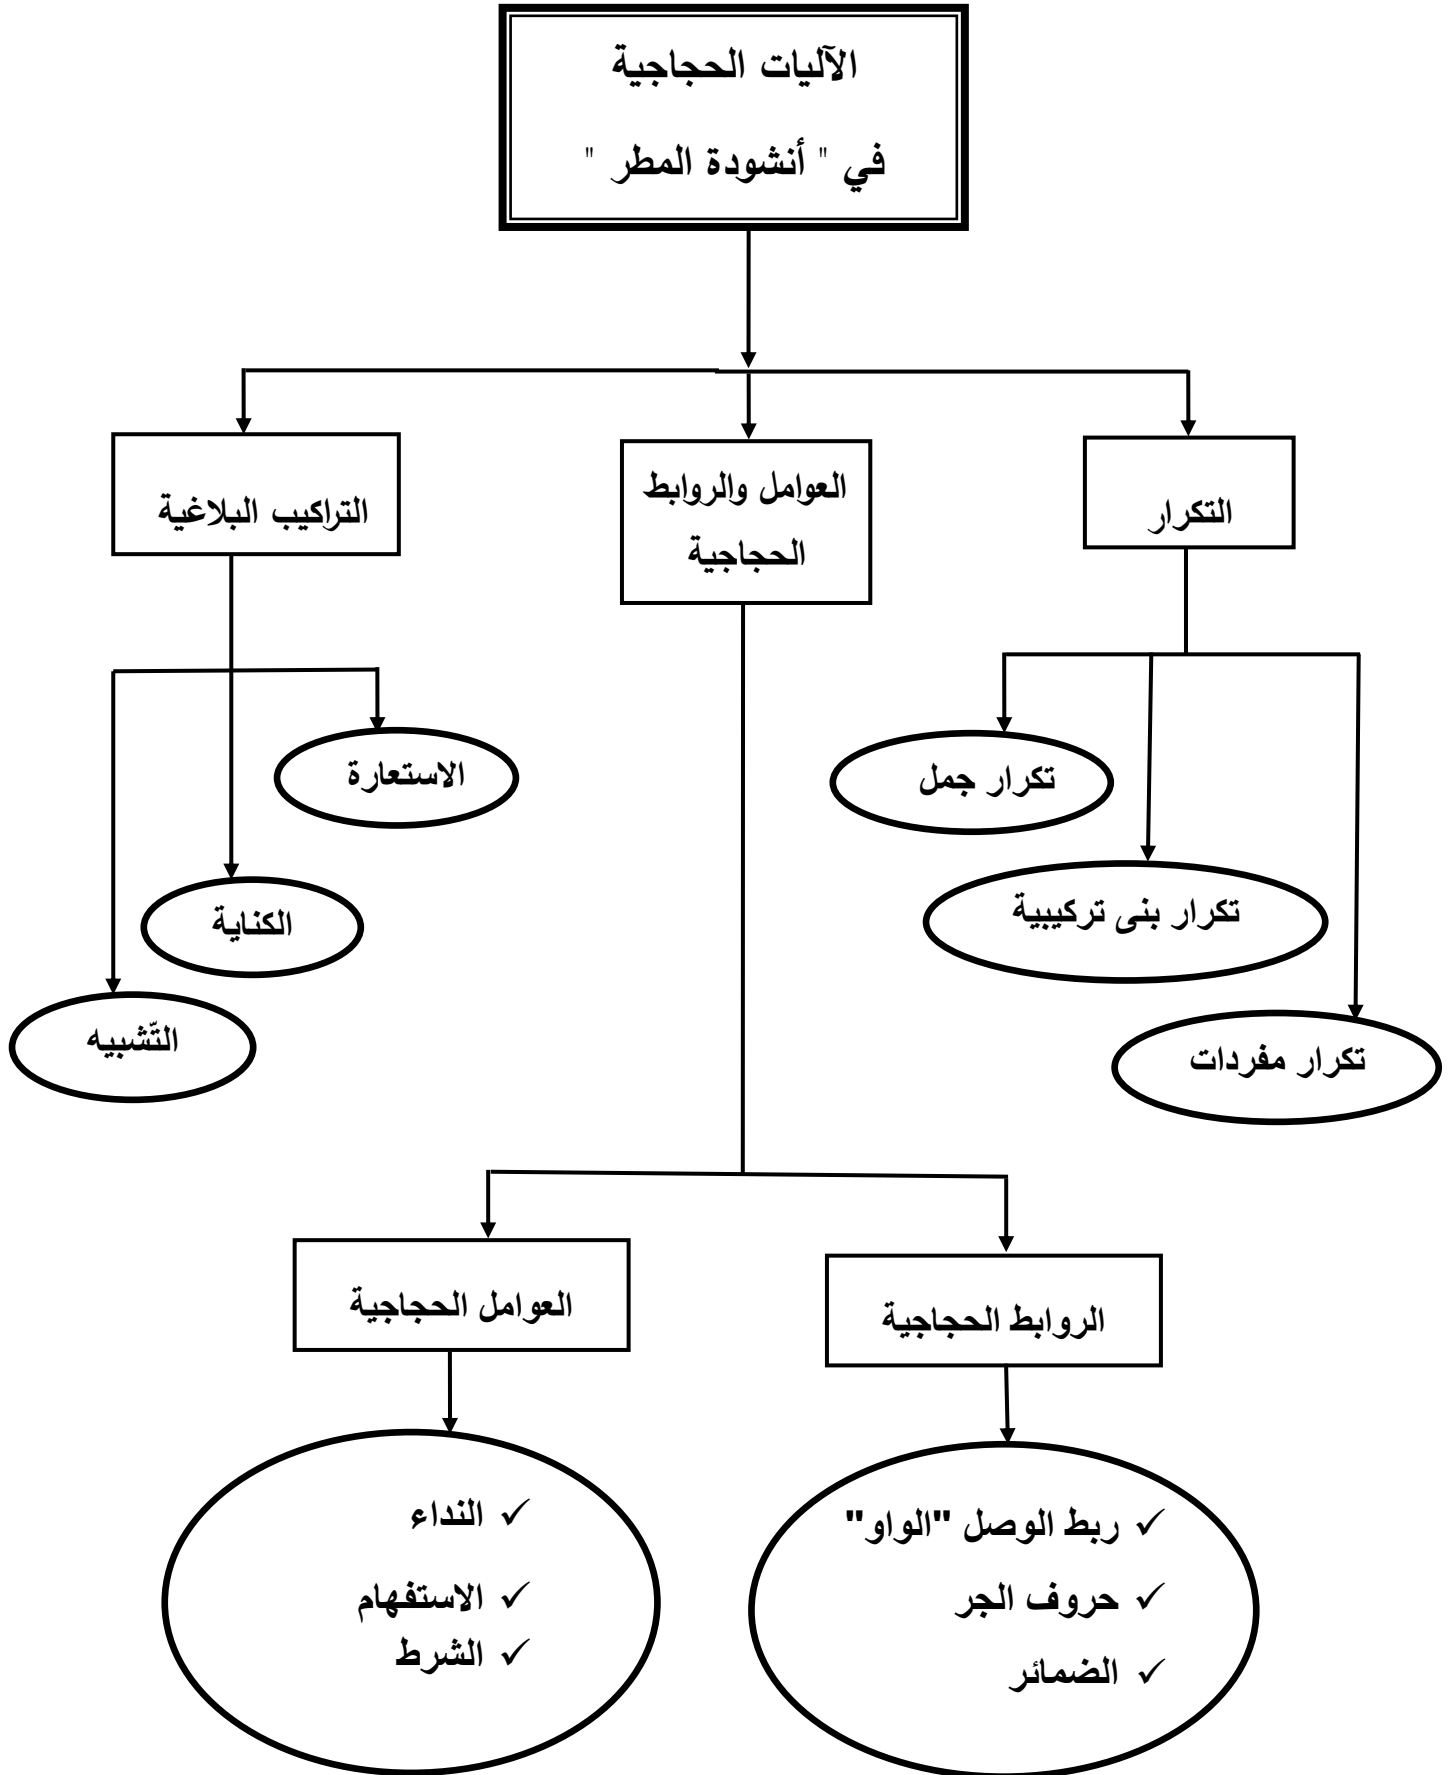 الآليات الحجاجية
في " أنشودة المطر "
التكرار
العوامل والروابط
الحجاجية
التراكيب البلاغية
تكرار جمل
تكرار بنى تركيبية
تكرار مفردات
الاستعارة
الكناية
التّشبيه
الروابط الحجاجية
العوامل الحجاجية
✓ ربط الوصل "الواو"
✓ حروف الجر
✓ الضمائر
✓ النداء
✓ الاستفهام
✓ الشرط